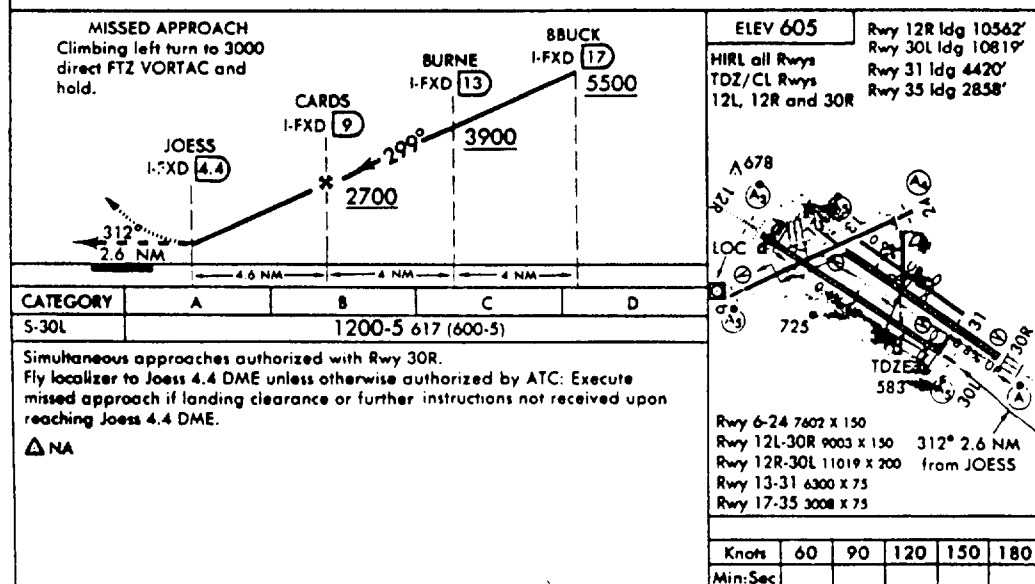 MISSED APPROACH
Climbing left turn to 3000
direct FTZ VORTAC and
hold.
BBUCK
I-FXD 17
5500
BURNE
I-FXD 13
3900
CARDS
I-FXD 9
2700
JOESS
I-FXD 4.4
299°
312°
2.6 NM
4.6 NM
4 NM
4 NM
CATEGORY A B C D
S-30L 1200-5 617 (600-5)
Simultaneous approaches authorized with Rwy 30R.
Fly localizer to Joess 4.4 DME unless otherwise authorized by ATC: Execute
missed approach if landing clearance or further instructions not received upon
reaching Joess 4.4 DME.
A NA
ELEV 605
Rwy 12R ldg 10562'
Rwy 30L ldg 10819'
Rwy 31 ldg 4420'
Rwy 35 ldg 2858'
HIRL all Rwys
TDZ/CL Rwys
12L, 12R and 30R
678
12R
24
13
LOC
6
725
31
30R
TDZE
583
30L
312° 2.6 NM
from JOESS
Rwy 6-24 7602 X 150
Rwy 12L-30R 9003 X 150
Rwy 12R-30L 11019 X 200
Rwy 13-31 6300 X 75
Rwy 17-35 3008 X 75
Knots 60 90 120 150 180
Min:Sec